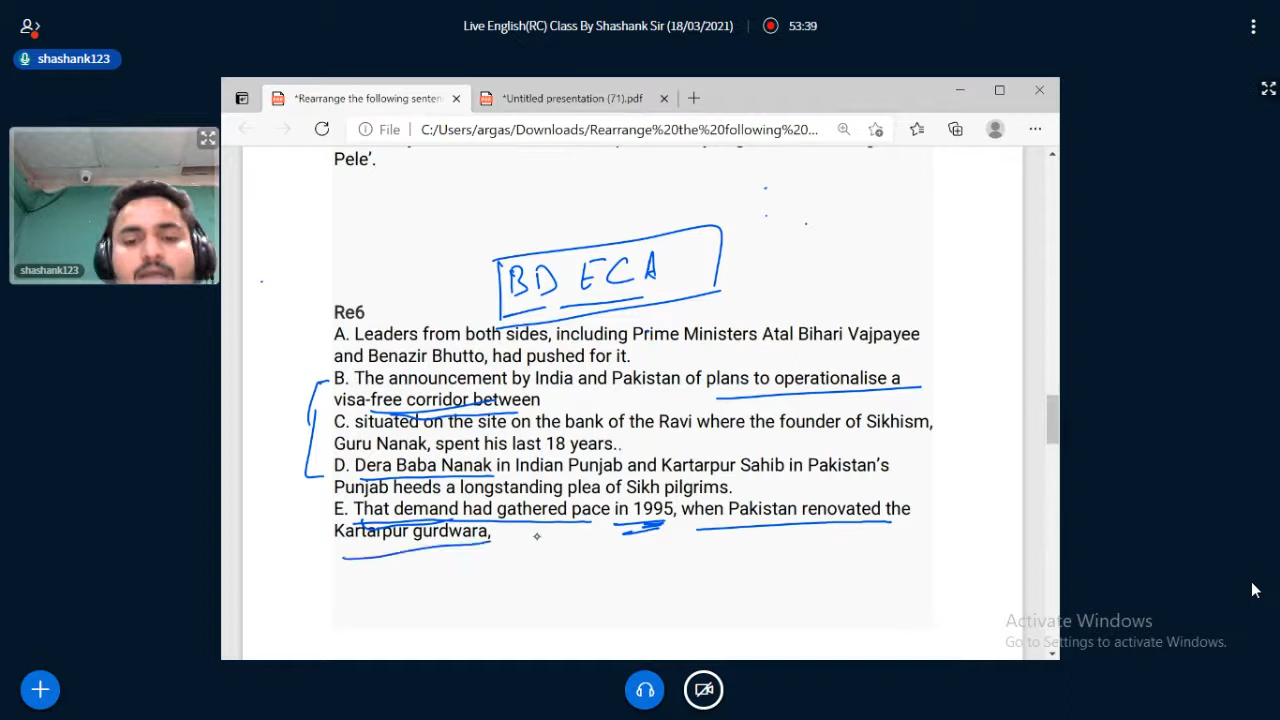 Live English(RC) Class By Shashank Sir (18/03/2021)
53:39
shashank123
*Rearrange the following senten
*Untitled presentation (71).pdf
File
C:/Users/argas/Downloads/Rearrange%20the%20following%20...
Pele’.
BD ECA
Re6
A. Leaders from both sides, including Prime Ministers Atal Bihari Vajpayee
and Benazir Bhutto, had pushed for it.
B. The announcement by India and Pakistan of plans to operationalise a
visa-free corridor between
C. situated on the site on the bank of the Ravi where the founder of Sikhism,
Guru Nanak, spent his last 18 years..
D. Dera Baba Nanak in Indian Punjab and Kartarpur Sahib in Pakistan’s
Punjab heeds a longstanding plea of Sikh pilgrims.
E. That demand had gathered pace in 1995, when Pakistan renovated the
Kartarpur gurdwara,
shashank123
Activate Windows
Go to Settings to activate Windows.